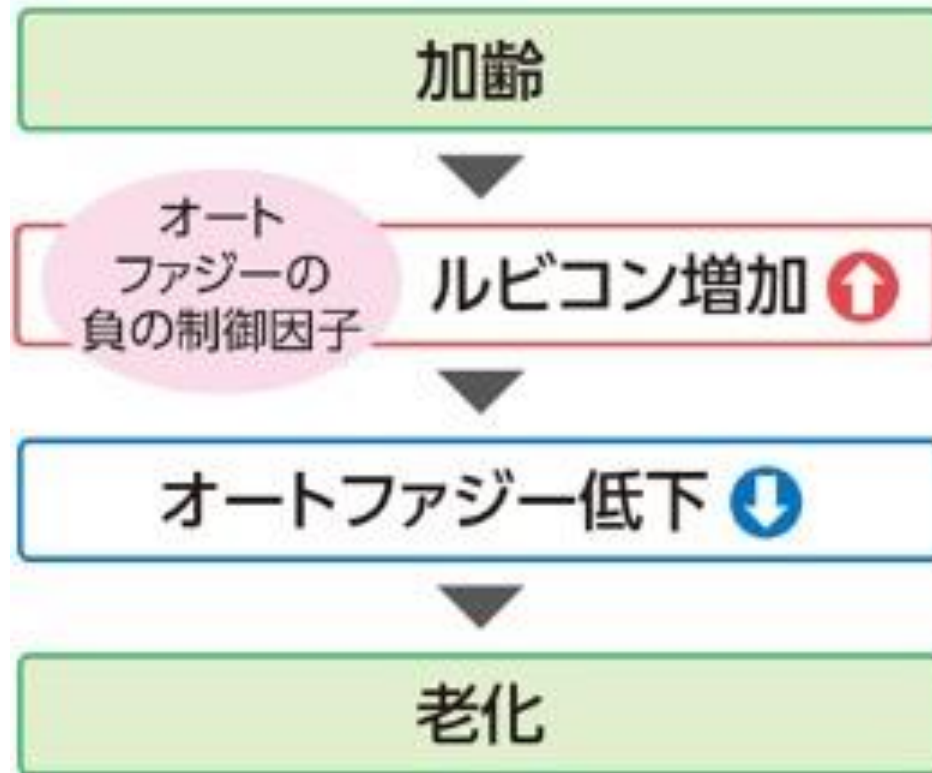 加齢
オート
ファジーの
負の制御因子
ルビコン増加
オートファジー低下
老化